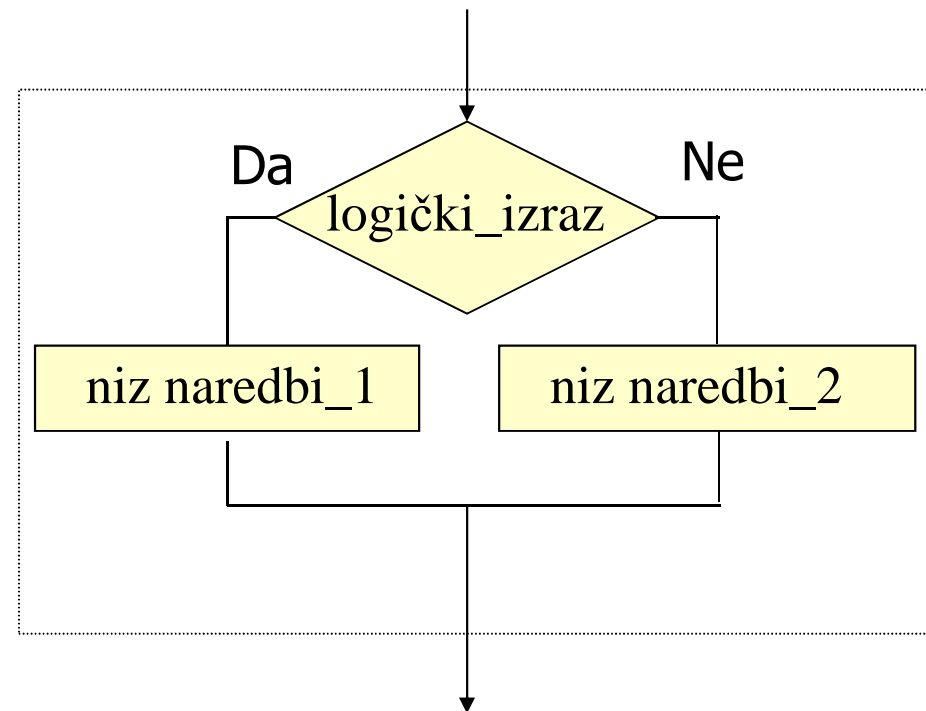 Da
Ne
logički_izraz
niz naredbi_1
niz naredbi_2